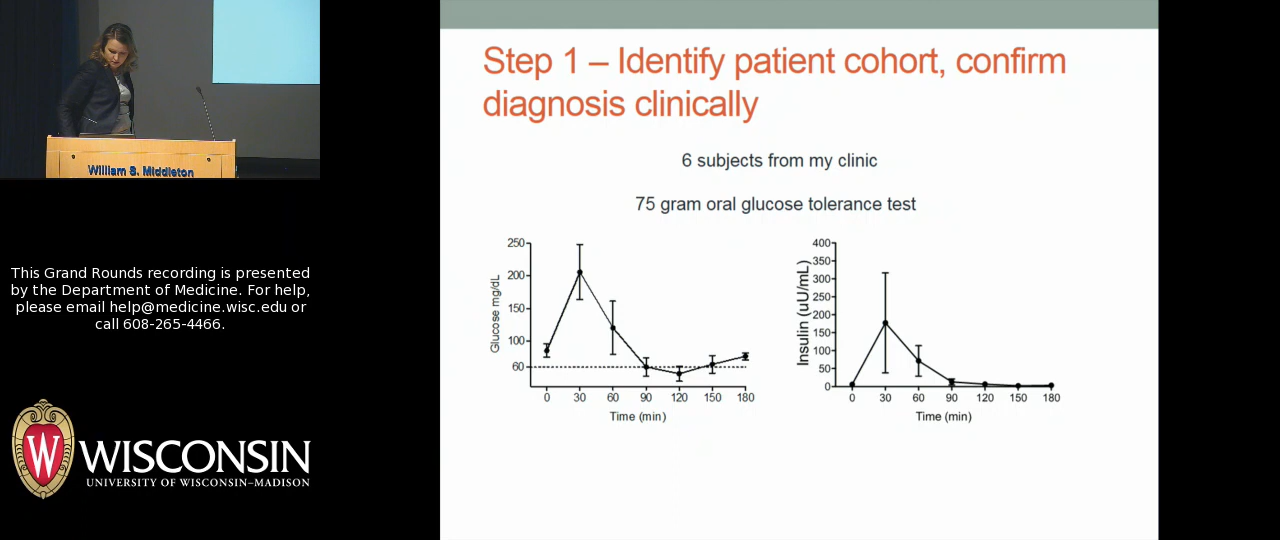 William S. Middleton
This Grand Rounds recording is presented
by the Department of Medicine. For help,
please email help@medicine.wisc.edu or
call 608-265-4466.
W
WISCONSIN
UNIVERSITY OF WISCONSIN–MADISON
Step 1 – Identify patient cohort, confirm
diagnosis clinically
6 subjects from my clinic
75 gram oral glucose tolerance test
Glucose mg/dL
250
200
150
100
60
0 30 60 90 120 150 180
Time (min)
Insulin (uU/mL)
400
350
300
250
200
150
100
50
0
0 30 60 90 120 150 180
Time (min)